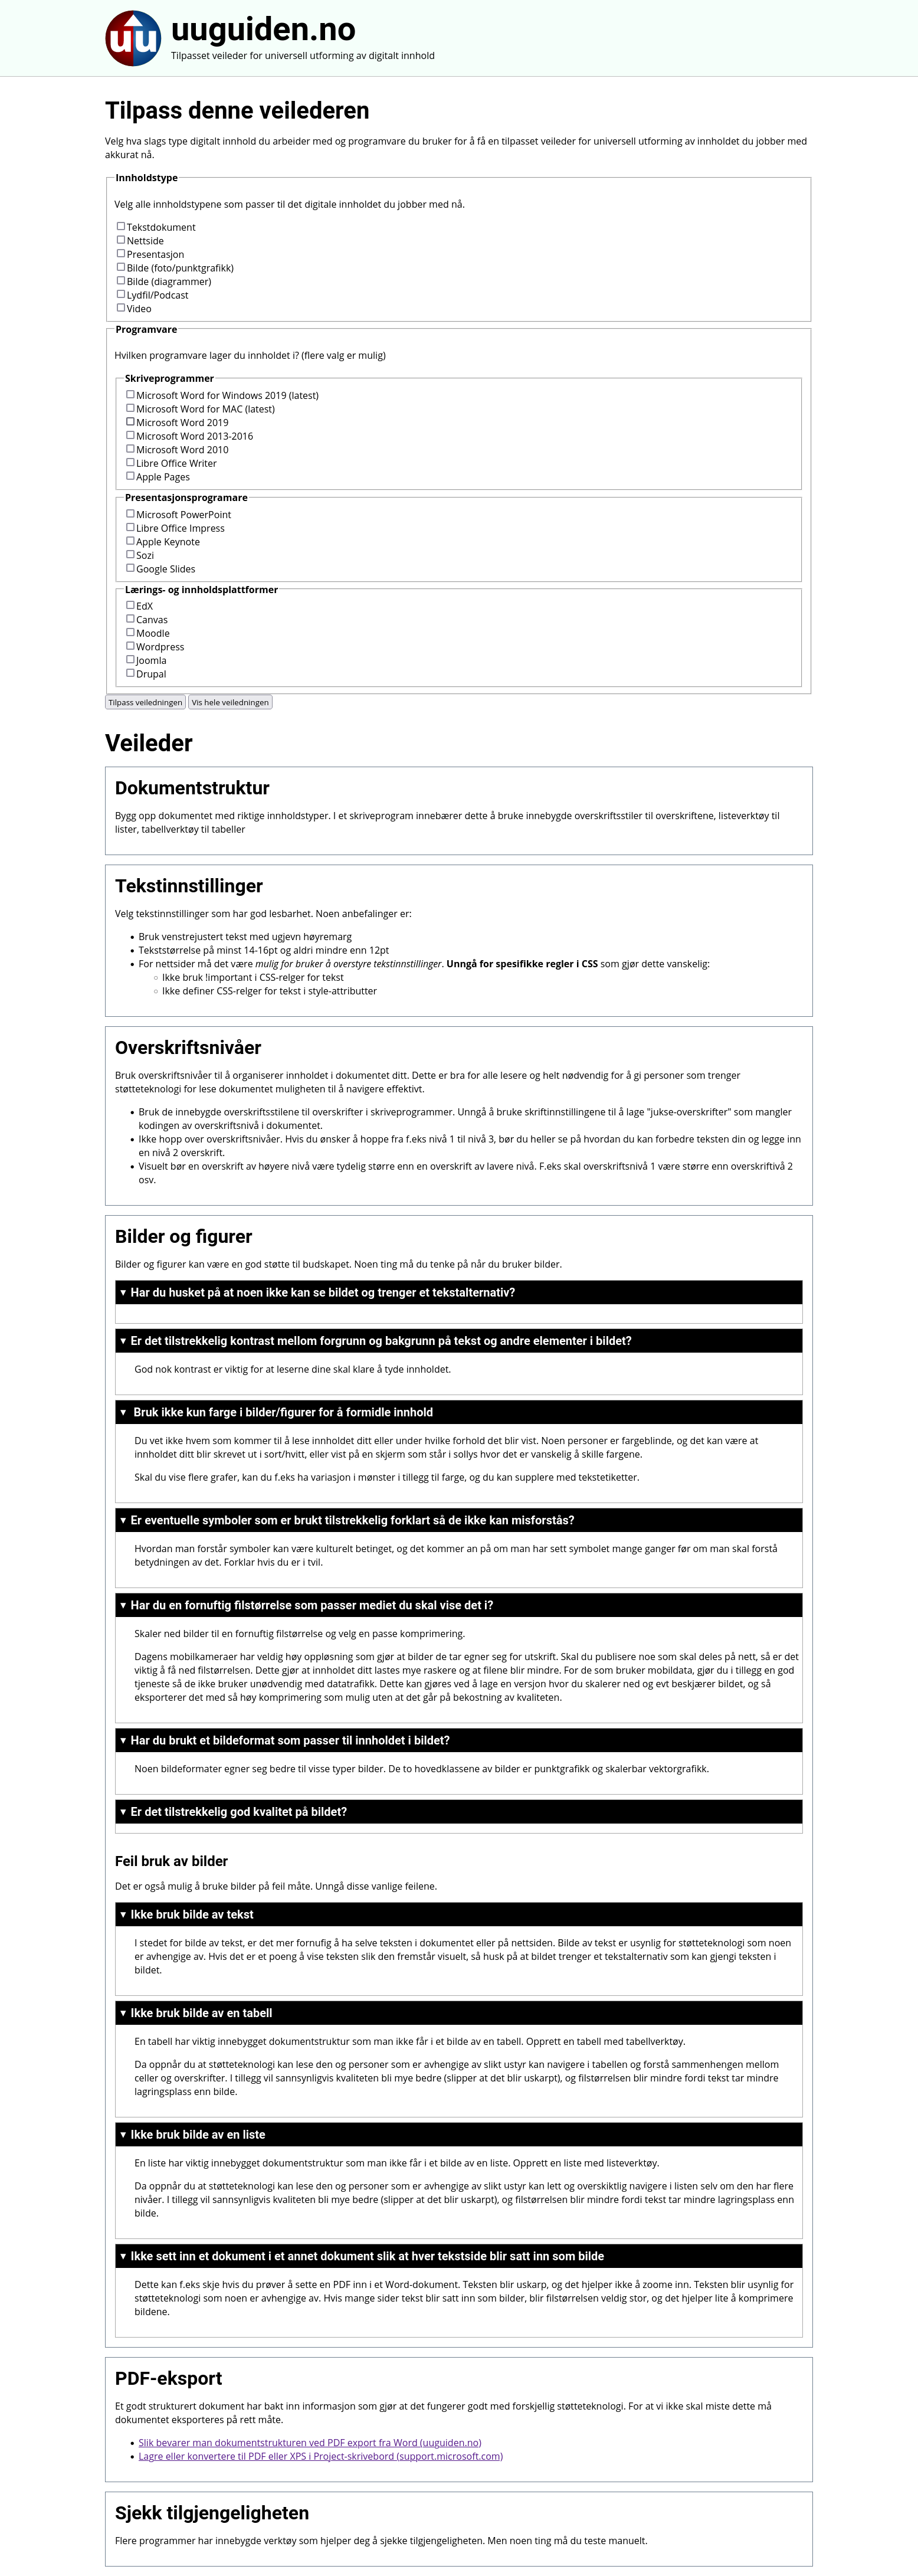 uu
uuguiden.no
Tilpasset veileder for universell utforming av digitalt innhold
Tilpass denne veilederen
Velg hva slags type digitalt innhold du arbeider med og programvare du bruker for å få en tilpasset veileder for universell utforming av innholdet du jobber med
akkurat nå.
Innholdstype
Velg alle innholdstypene som passer til det digitale innholdet du jobber med nå.
Tekstdokument
Nettside
Presentasjon
Bilde (foto/punktgrafikk)
Bilde (diagrammer)
Lydfil/Podcast
Video
Programvare
Hvilken programvare lager du innholdet i? (flere valg er mulig)
Skriveprogrammer
Microsoft Word for Windows 2019 (latest)
Microsoft Word for MAC (latest)
Microsoft Word 2019
Microsoft Word 2013-2016
Microsoft Word 2010
Libre Office Writer
Apple Pages
Presentasjonsprogramare
Microsoft PowerPoint
Libre Office Impress
Apple Keynote
Sozi
Google Slides
Lærings- og innholdsplattformer
EdX
Canvas
Moodle
Wordpress
Joomla
Drupal
Tilpass veiledningen Vis hele veiledningen
Veileder
Dokumentstruktur
Bygg opp dokumentet med riktige innholdstyper. I et skriveprogram innebærer dette å bruke innebygde overskriftsstiler til overskriftene, listeverktøy til
lister, tabellverktøy til tabeller
Tekstinnstillinger
Velg tekstinnstillinger som har god lesbarhet. Noen anbefalinger er:
Bruk venstrejustert tekst med ugjevn høyremarg
Tekststørrelse på minst 14-16pt og aldri mindre enn 12pt
For nettsider må det være mulig for bruker å overstyre tekstinnstillinger. Unngå for spesifikke regler i CSS som gjør dette vanskelig:
Ikke bruk !important i CSS-relger for tekst
Ikke definer CSS-relger for tekst i style-attributter
Overskriftsnivåer
Bruk overskriftsnivåer til å organiserer innholdet i dokumentet ditt. Dette er bra for alle lesere og helt nødvendig for å gi personer som trenger
støtteteknologi for lese dokumentet muligheten til å navigere effektivt.
Bruk de innebygde overskriftsstilene til overskrifter i skriveprogrammer. Unngå å bruke skriftinnstillingene til å lage "jukse-overskrifter" som mangler
kodingen av overskriftsnivå i dokumentet.
Ikke hopp over overskriftsnivåer. Hvis du ønsker å hoppe fra f.eks nivå 1 til nivå 3, bør du heller se på hvordan du kan forbedre teksten din og legge inn
en nivå 2 overskrift.
Visuelt bør en overskrift av høyere nivå være tydelig større enn en overskrift av lavere nivå. F.eks skal overskriftsnivå 1 være større enn overskriftivå 2
osv.
Bilder og figurer
Bilder og figurer kan være en god støtte til budskapet. Noen ting må du tenke på når du bruker bilder.
▼ Har du husket på at noen ikke kan se bildet og trenger et tekstalternativ?
▼ Er det tilstrekkelig kontrast mellom forgrunn og bakgrunn på tekst og andre elementer i bildet?
God nok kontrast er viktig for at leserne dine skal klare å tyde innholdet.
▼ Bruk ikke kun farge i bilder/figurer for å formidle innhold
Du vet ikke hvem som kommer til å lese innholdet ditt eller under hvilke forhold det blir vist. Noen personer er fargeblinde, og det kan være at
innholdet ditt blir skrevet ut i sort/hvitt, eller vist på en skjerm som står i sollys hvor det er vanskelig å skille fargene.
Skal du vise flere grafer, kan du f.eks ha variasjon i mønster i tillegg til farge, og du kan supplere med tekstetiketter.
▼ Er eventuelle symboler som er brukt tilstrekkelig forklart så de ikke kan misforstås?
Hvordan man forstår symboler kan være kulturelt betinget, og det kommer an på om man har sett symbolet mange ganger før om man skal forstå
betydningen av det. Forklar hvis du er i tvil.
▼ Har du en fornuftig filstørrelse som passer mediet du skal vise det i?
Skaler ned bilder til en fornuftig filstørrelse og velg en passe komprimering.
Dagens mobilkameraer har veldig høy oppløsning som gjør at bilder de tar egner seg for utskrift. Skal du publisere noe som skal deles på nett, så er det
viktig å få ned filstørrelsen. Dette gjør at innholdet ditt lastes mye raskere og at filene blir mindre. For de som bruker mobildata, gjør du i tillegg en god
tjeneste så de ikke bruker unødvendig med datatrafikk. Dette kan gjøres ved å lage en versjon hvor du skalerer ned og evt beskjærer bildet, og så
eksporterer det med så høy komprimering som mulig uten at det går på bekostning av kvaliteten.
▼ Har du brukt et bildeformat som passer til innholdet i bildet?
Noen bildeformater egner seg bedre til visse typer bilder. De to hovedklassene av bilder er punktgrafikk og skalerbar vektorgrafikk.
▼ Er det tilstrekkelig god kvalitet på bildet?
Feil bruk av bilder
Det er også mulig å bruke bilder på feil måte. Unngå disse vanlige feilene.
▼ Ikke bruk bilde av tekst
I stedet for bilde av tekst, er det mer fornufig å ha selve teksten i dokumentet eller på nettsiden. Bilde av tekst er usynlig for støtteteknologi som noen
er avhengige av. Hvis det er et poeng å vise teksten slik den fremstår visuelt, så husk på at bildet trenger et tekstalternativ som kan gjengi teksten i
bildet.
▼ Ikke bruk bilde av en tabell
En tabell har viktig innebygget dokumentstruktur som man ikke får i et bilde av en tabell. Opprett en tabell med tabellverktøy.
Da oppnår du at støtteteknologi kan lese den og personer som er avhengige av slikt ustyr kan navigere i tabellen og forstå sammenhengen mellom
celler og overskrifter. I tillegg vil sannsynligvis kvaliteten bli mye bedre (slipper at det blir uskarpt), og filstørrelsen blir mindre fordi tekst tar mindre
lagringsplass enn bilde.
▼ Ikke bruk bilde av en liste
En liste har viktig innebygget dokumentstruktur som man ikke får i et bilde av en liste. Opprett en liste med listeverktøy.
Da oppnår du at støtteteknologi kan lese den og personer som er avhengige av slikt ustyr kan lett og overskiktlig navigere i listen selv om den har flere
nivåer. I tillegg vil sannsynligvis kvaliteten bli mye bedre (slipper at det blir uskarpt), og filstørrelsen blir mindre fordi tekst tar mindre lagringsplass enn
bilde.
▼ Ikke sett inn et dokument i et annet dokument slik at hver tekstside blir satt inn som bilde
Dette kan f.eks skje hvis du prøver å sette en PDF inn i et Word-dokument. Teksten blir uskarp, og det hjelper ikke å zoome inn. Teksten blir usynlig for
støtteteknologi som noen er avhengige av. Hvis mange sider tekst blir satt inn som bilder, blir filstørrelsen veldig stor, og det hjelper lite å komprimere
bildene.
PDF-eksport
Et godt strukturert dokument har bakt inn informasjon som gjør at det fungerer godt med forskjellig støtteteknologi. For at vi ikke skal miste dette må
dokumentet eksporteres på rett måte.
Slik bevarer man dokumentstrukturen ved PDF export fra Word (uuguiden.no)
Lagre eller konvertere til PDF eller XPS i Project-skrivebord (support.microsoft.com)
Sjekk tilgjengeligheten
Flere programmer har innebygde verktøy som hjelper deg å sjekke tilgjengeligheten. Men noen ting må du teste manuelt.